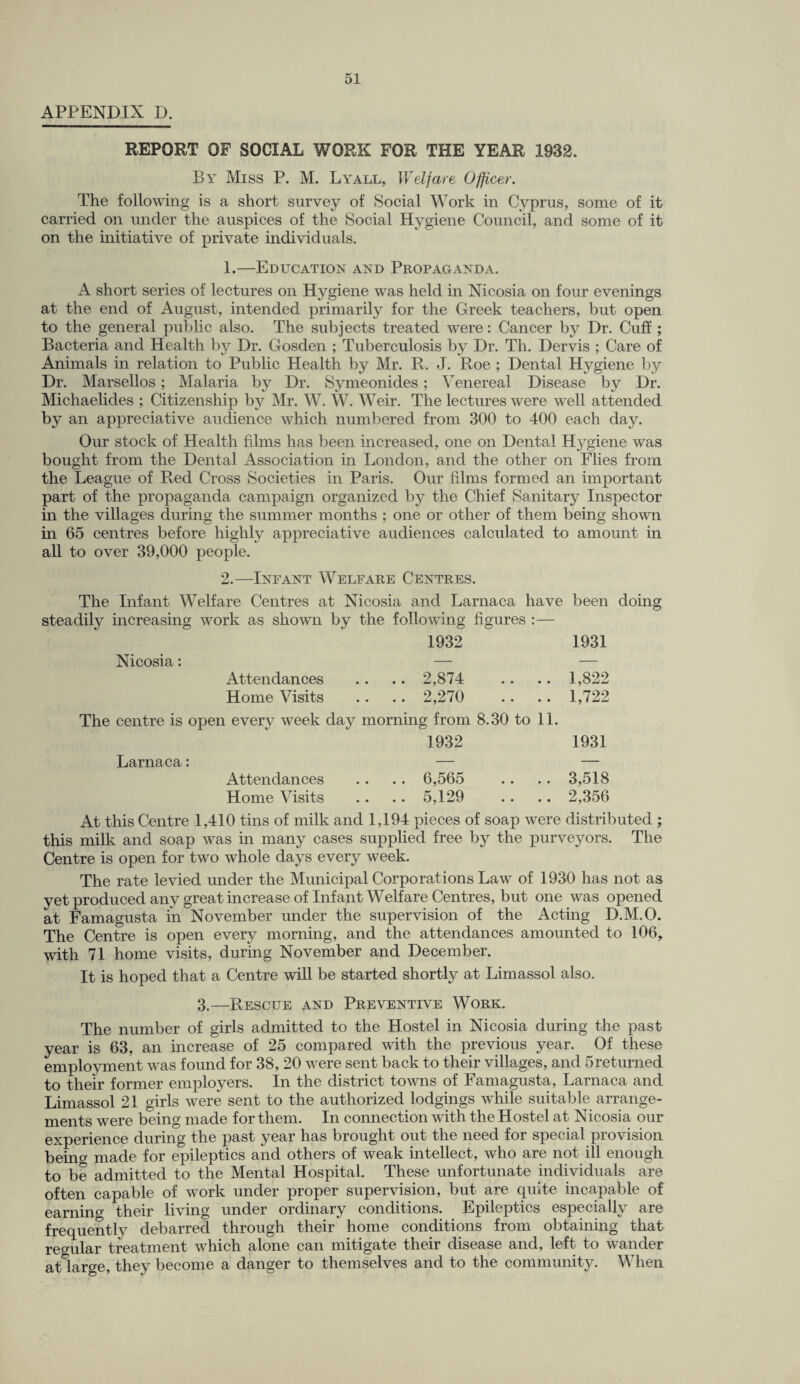 51
APPENDIX D.
REPORT OF SOCIAL WORK FOR THE YEAR 1932.
By Miss P. M. Lyall, Welfare Officer.
The following is a short survey of Social Work in Cyprus, some of it
carried on under the auspices of the Social Hygiene Council, and some of it
on the initiative of private individuals.
1.—Education and Propaganda.
A short series of lectures on Hygiene was held in Nicosia on four evenings
at the end of August, intended primarily for the Greek teachers, but open
to the general public also. The subjects treated were: Cancer by Dr. Cuff ;
Bacteria and Health by Dr. Gosden ; Tuberculosis by Dr. Th. Dervis ; Care of
Animals in relation to Public Health by Mr. R. J. Roe ; Dental Hygiene by
Dr. Marsellos ; Malaria by Dr. Symeonides ; Venereal Disease by Dr.
Michaelides ; Citizenship by Mr. W. W. Weir. The lectures were well attended
by an appreciative audience which numbered from 300 to 400 each day.
Our stock of Health films has been increased, one on Dental Hygiene was
bought from the Dental Association in London, and the other on Flies from
the League of Red Cross Societies in Paris. Our films formed an important
part of the propaganda campaign organized by the Chief Sanitary Inspector
in the villages during the summer months ; one or other of them being shown
in 65 centres before highly appreciative audiences calculated to amount in
all to over 39,000 people.
2.—Infant Welfare Centres.
The Infant Welfare Centres at Nicosia and Larnaca have been doing
steadily increasing work as shown by the following figures :—
1932 1931
Nicosia : — —
Attendances .. .. 2,874 .. .. 1,822
Home Visits .. .. 2,270 .. .. 1,722
The centre is open every week day morning from 8.30 to 11.
1932 1931
Larnaca : — —
Attendances .. .. 6,565 .. .. 3,518
Home Visits .. .. 5,129 .. .. 2,356
At this Centre 1,410 tins of milk and 1,194 pieces of soap were distributed ;
this milk and soap was in many cases supplied free by the purveyors. The
Centre is open for two whole days every week.
The rate levied under the Municipal Corporations Law of 1930 has not as
yet produced any great increase of Infant Welfare Centres, but one was opened
at Famagusta in November under the supervision of the Acting D.M.O.
The Centre is open every morning, and the attendances amounted to 106,
with 71 home visits, during November and December.
It is hoped that a Centre will be started shortly at Limassol also.
3.—Rescue and Preventive Work.
The number of girls admitted to the Hostel in Nicosia during the past
year is 63, an increase of 25 compared with the previous year. Of these
employment was found for 38, 20 were sent back to their villages, and 5 returned
to their former employers. In the district towns of Famagusta, Larnaca and
Limassol 21 girls were sent to the authorized lodgings while suitable arrange-
ments were being made for them. In connection with the Hostel at Nicosia our
experience during the past year has brought out the need for special provision
being made for epileptics and others of weak intellect, who are not ill enough
to be admitted to the Mental Hospital. These unfortunate individuals are
often capable of work under proper supervision, but are quite incapable of
earning their living under ordinary conditions. Epileptics especially are
frequently debarred through their home conditions from obtaining that
regular treatment which alone can mitigate their disease and, left to wander
at large, they become a danger to themselves and to the community. When